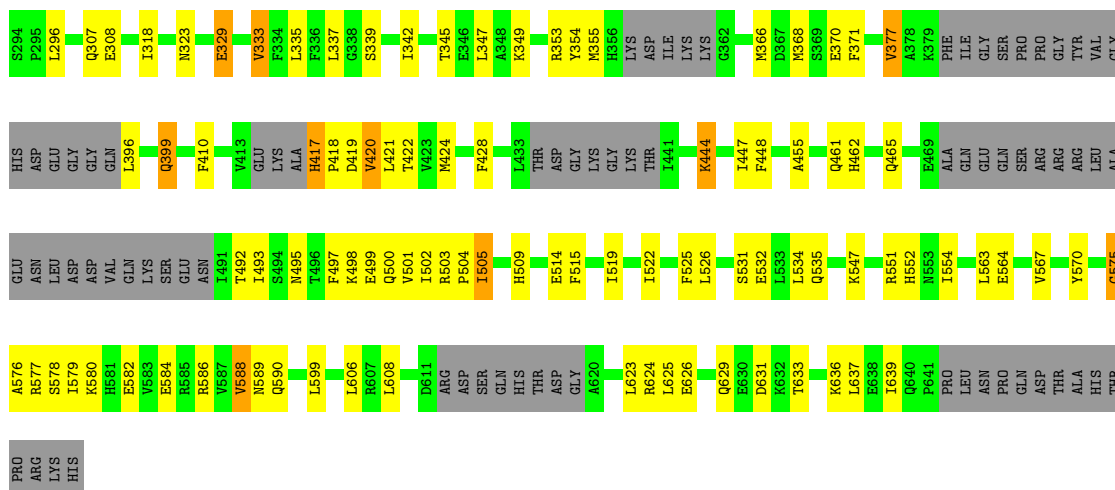 S294 P295 L296 Q307 E308 I318 N323 E329 V333 F334 L335 F336 L337 G338 S339 I342 T345 E346 L347 A348 K349 R353 Y354 M355 H356 LYS ASP ILE LYS LYS G362 M366 D367 M368 S369 E370 F371 V377 A378 K379 PHE ILE GLY SER PRO PRO GLY TYR VAL GLY
HIS ASP GLU GLY GLY GLN L396 Q399 F410 V413 GLU LYS ALA H417 P418 D419 V420 L421 T422 V423 M424 F428 L433 THR ASP GLY LYS GLY LYS THR I441 K444 I447 F448 A455 Q461 H462 Q465 E469 ALA GLN GLU GLN SER ARG ARG ARG LEU ALA
GLU ASN LEU ASP ASP VAL GLN LYS SER GLU ASN I491 T492 I493 S494 N495 T496 F497 K498 E499 Q500 V501 I502 R503 P504 I505 H509 E514 F515 I519 I522 F525 L526 S531 E532 L533 L534 Q535 K547 R551 H552 N553 I554 L563 E564 V567 Y570 G575
A576 R577 S578 I579 K580 H581 E582 V583 E584 R585 R586 V587 V588 N589 Q590 L599 L606 R607 L608 D611 ARG ASP SER GLN HIS THR ASP GLY A620 L623 R624 L625 E626 Q629 E630 D631 K632 T633 K636 L637 E638 I639 Q640 P641 PRO LEU ASN PRO GLN ASP THR ALA HIS THR
PRO ARG LYS HIS